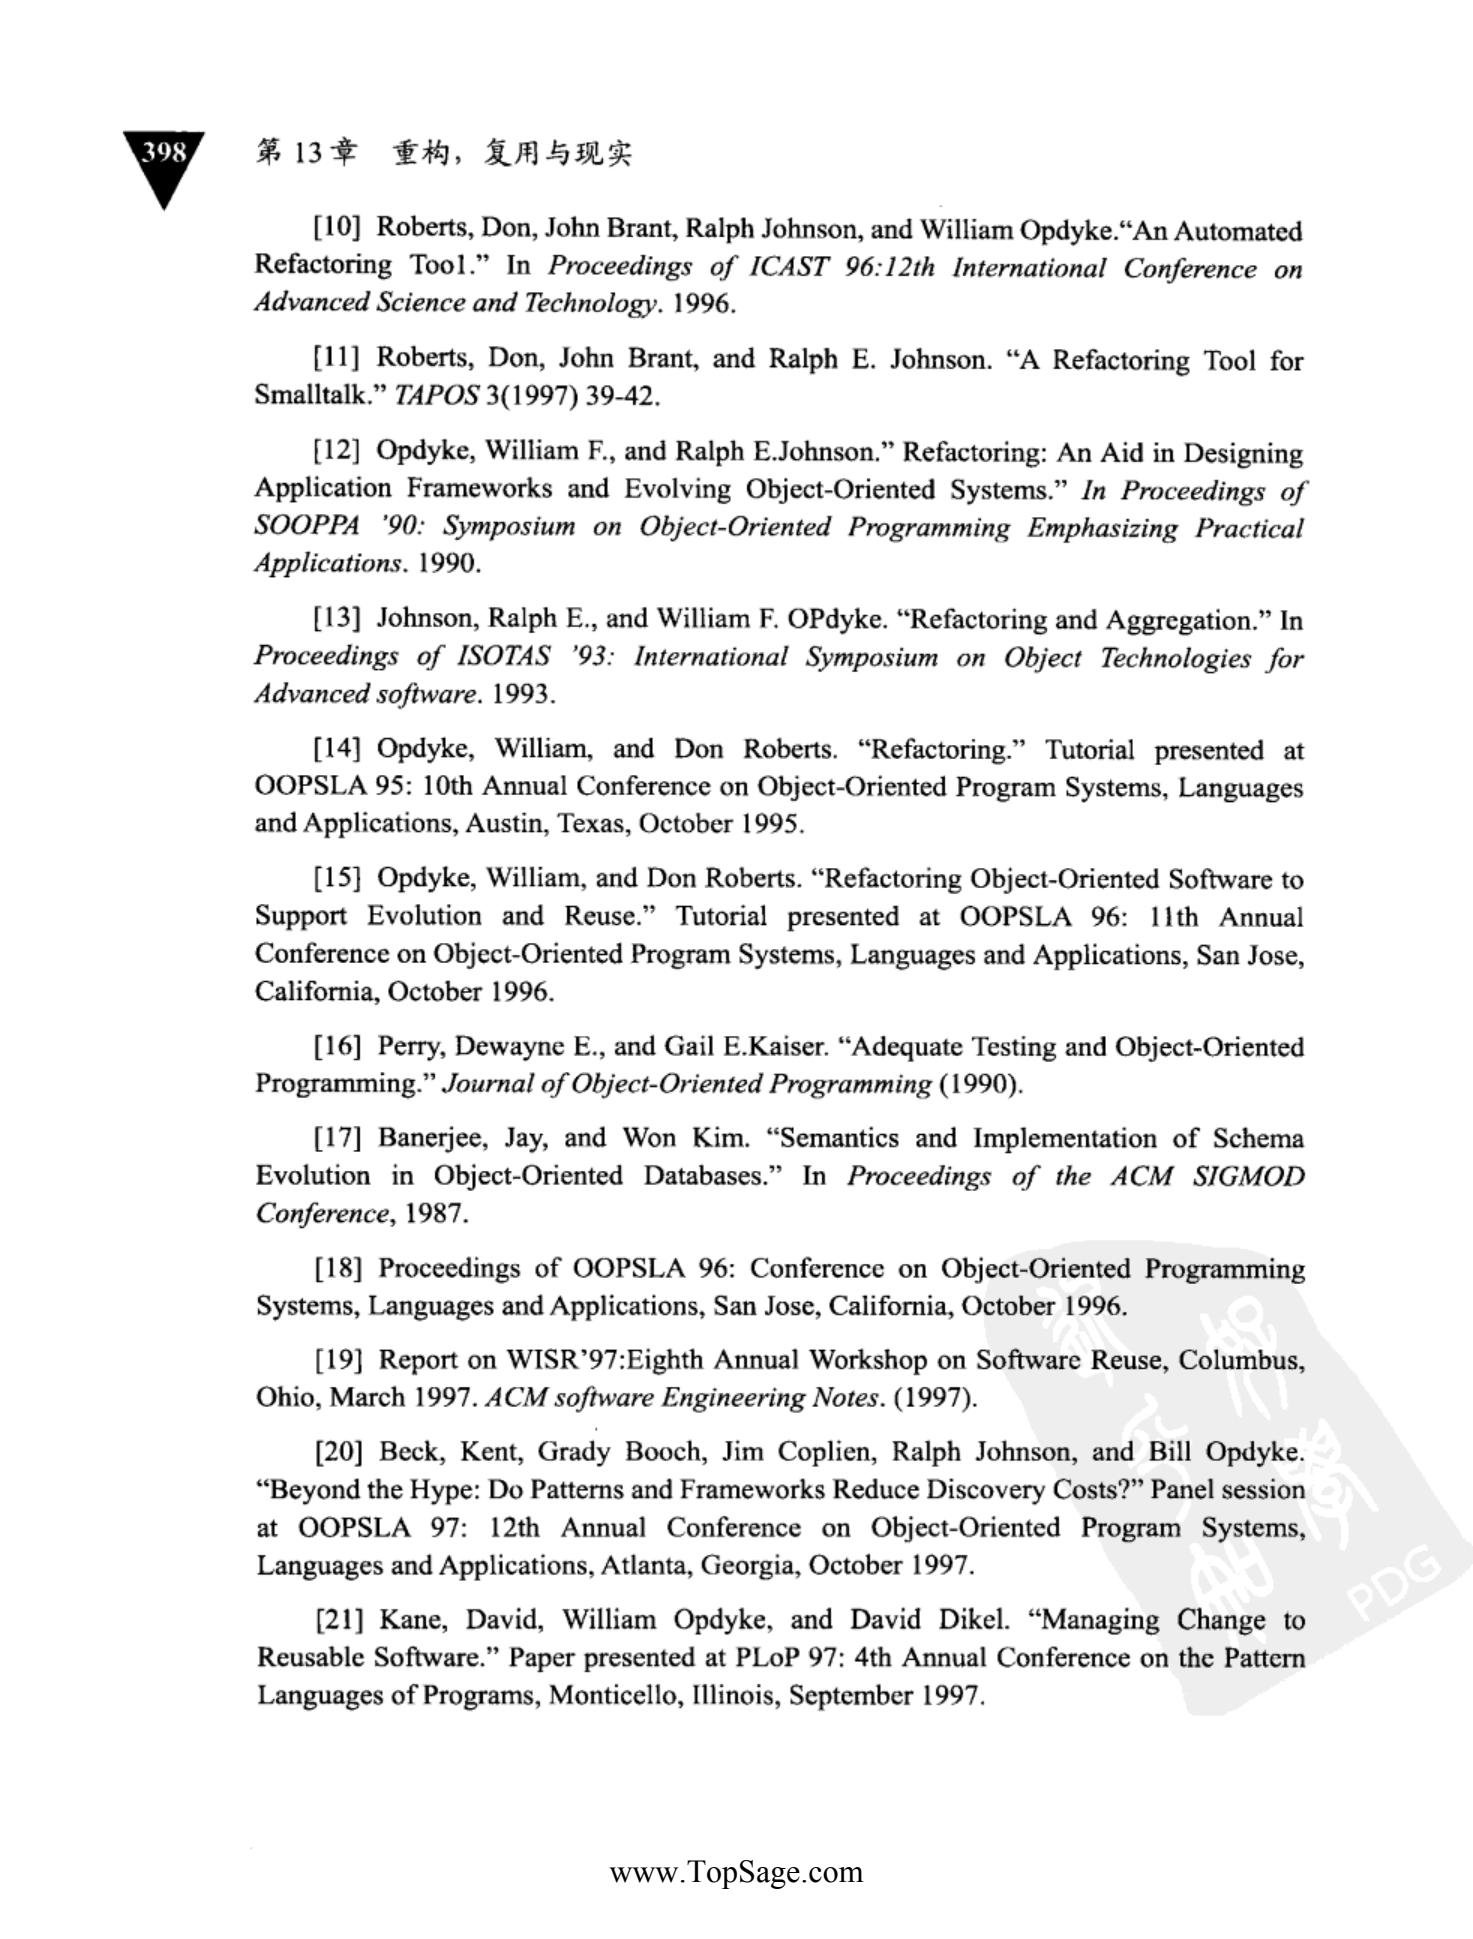 398
第 13 章 重构，复用与现实
[10] Roberts, Don, John Brant, Ralph Johnson, and William Opdyke.“An Automated
Refactoring Tool.” In Proceedings of ICAST 96:12th International Conference on
Advanced Science and Technology. 1996.
[11] Roberts, Don, John Brant, and Ralph E. Johnson. “A Refactoring Tool for
Smalltalk.” TAPOS 3(1997) 39-42.
[12] Opdyke, William F., and Ralph E.Johnson.” Refactoring: An Aid in Designing
Application Frameworks and Evolving Object-Oriented Systems.” In Proceedings of
SOOPPA ’90: Symposium on Object-Oriented Programming Emphasizing Practical
Applications. 1990.
[13] Johnson, Ralph E., and William F. OPdyke. “Refactoring and Aggregation.” In
Proceedings of ISOTAS ’93: International Symposium on Object Technologies for
Advanced software. 1993.
[14] Opdyke, William, and Don Roberts. “Refactoring.” Tutorial presented at
OOPSLA 95: 10th Annual Conference on Object-Oriented Program Systems, Languages
and Applications, Austin, Texas, October 1995.
[15] Opdyke, William, and Don Roberts. “Refactoring Object-Oriented Software to
Support Evolution and Reuse.” Tutorial presented at OOPSLA 96: 11th Annual
Conference on Object-Oriented Program Systems, Languages and Applications, San Jose,
California, October 1996.
[16] Perry, Dewayne E., and Gail E.Kaiser. “Adequate Testing and Object-Oriented
Programming.” Journal of Object-Oriented Programming (1990).
[17] Banerjee, Jay, and Won Kim. “Semantics and Implementation of Schema
Evolution in Object-Oriented Databases.” In Proceedings of the ACM SIGMOD
Conference, 1987.
[18] Proceedings of OOPSLA 96: Conference on Object-Oriented Programming
Systems, Languages and Applications, San Jose, California, October 1996.
[19] Report on WISR’97:Eighth Annual Workshop on Software Reuse, Columbus,
Ohio, March 1997. ACM software Engineering Notes. (1997).
[20] Beck, Kent, Grady Booch, Jim Coplien, Ralph Johnson, and Bill Opdyke.
“Beyond the Hype: Do Patterns and Frameworks Reduce Discovery Costs?” Panel session
at OOPSLA 97: 12th Annual Conference on Object-Oriented Program Systems,
Languages and Applications, Atlanta, Georgia, October 1997.
[21] Kane, David, William Opdyke, and David Dikel. “Managing Change to
Reusable Software.” Paper presented at PLoP 97: 4th Annual Conference on the Pattern
Languages of Programs, Monticello, Illinois, September 1997.
PDG
www.TopSage.com